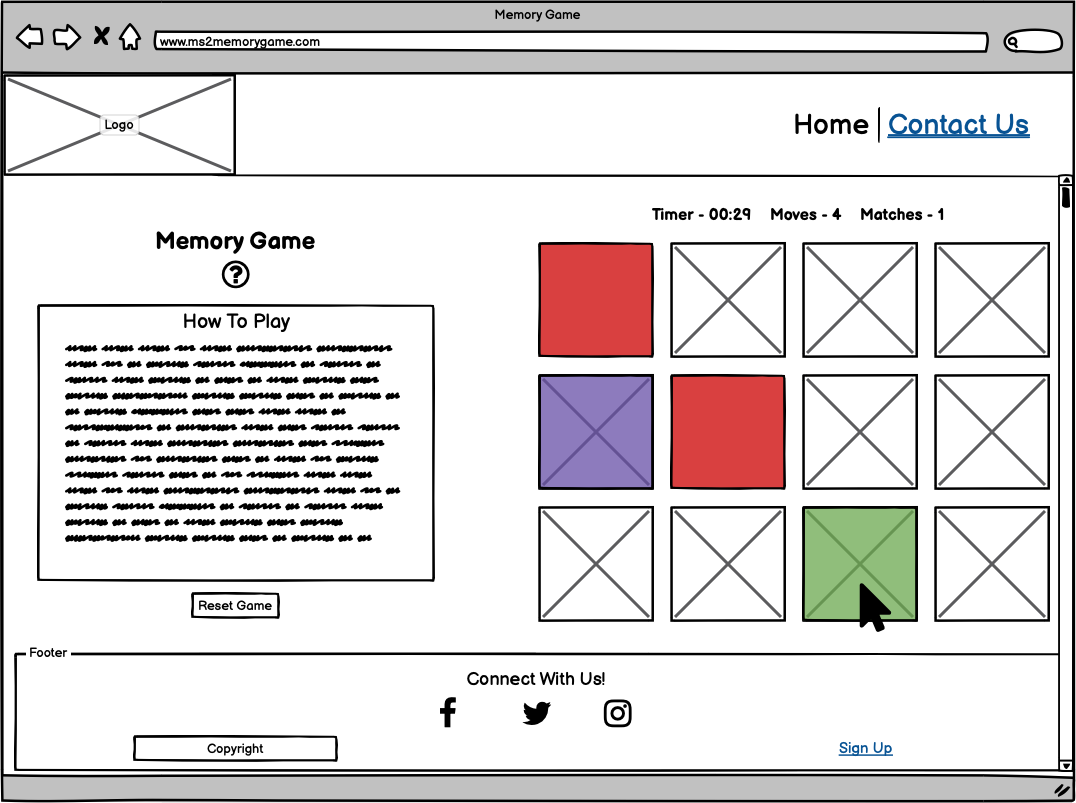 Memory Game
www.ms2memorygame.com
Logo
Home | Contact Us
Timer - 00:29 Moves - 4 Matches - 1
Memory Game
?
How To Play
Reset Game
Footer
Connect With Us!
Copyright
Sign Up